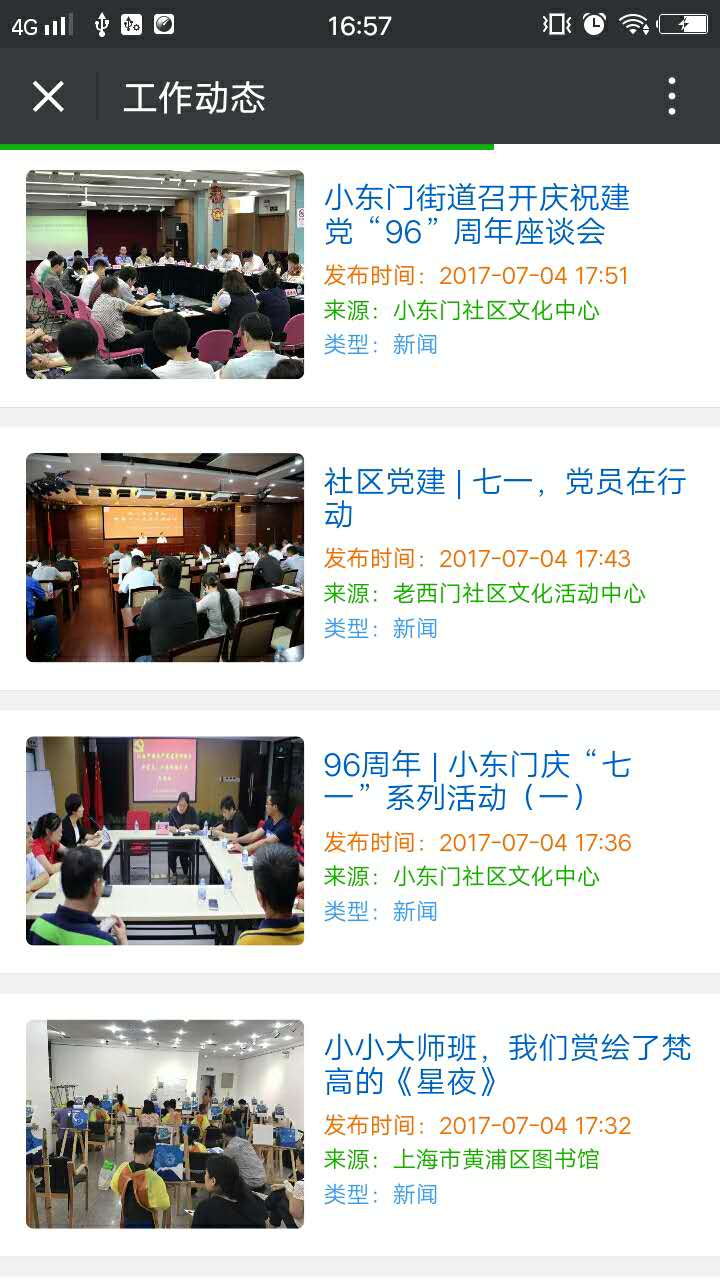 4G 16:57
工作动态
小东门街道召开庆祝建
党“96”周年座谈会
发布时间：2017-07-04 17:51
来源：小东门社区文化中心
类型：新闻
社区党建 | 七一，党员在行
动
发布时间：2017-07-04 17:43
来源：老西门社区文化活动中心
类型：新闻
96周年 | 小东门庆“七
一”系列活动（一）
发布时间：2017-07-04 17:36
来源：小东门社区文化中心
类型：新闻
小小大师班，我们赏绘了梵
高的《星夜》
发布时间：2017-07-04 17:32
来源：上海市黄浦区图书馆
类型：新闻